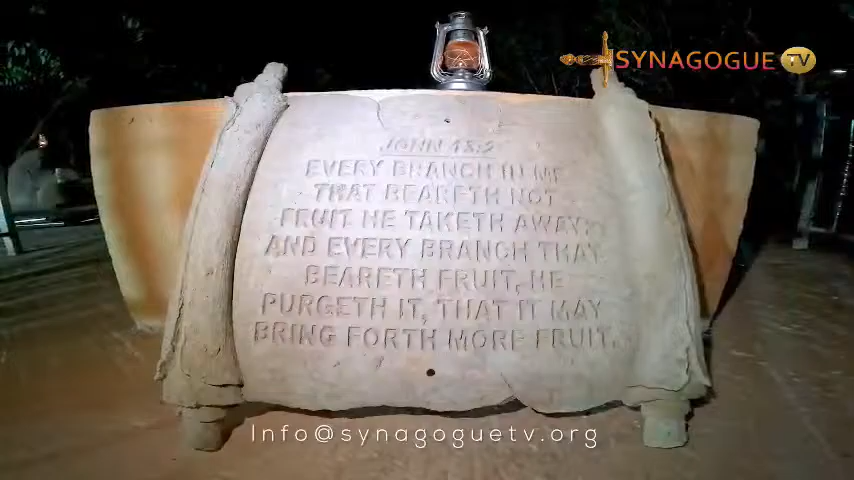 SYNAGOGUE TV
JOHN 15:2
EVERY BRANCH IN ME
THAT BEARETH NOT
FRUIT HE TAKETH AWAY:
AND EVERY BRANCH THAT
BEARETH FRUIT, HE
PURGETH IT, THAT IT MAY
BRING FORTH MORE FRUIT.
Info@synagoguetv.org